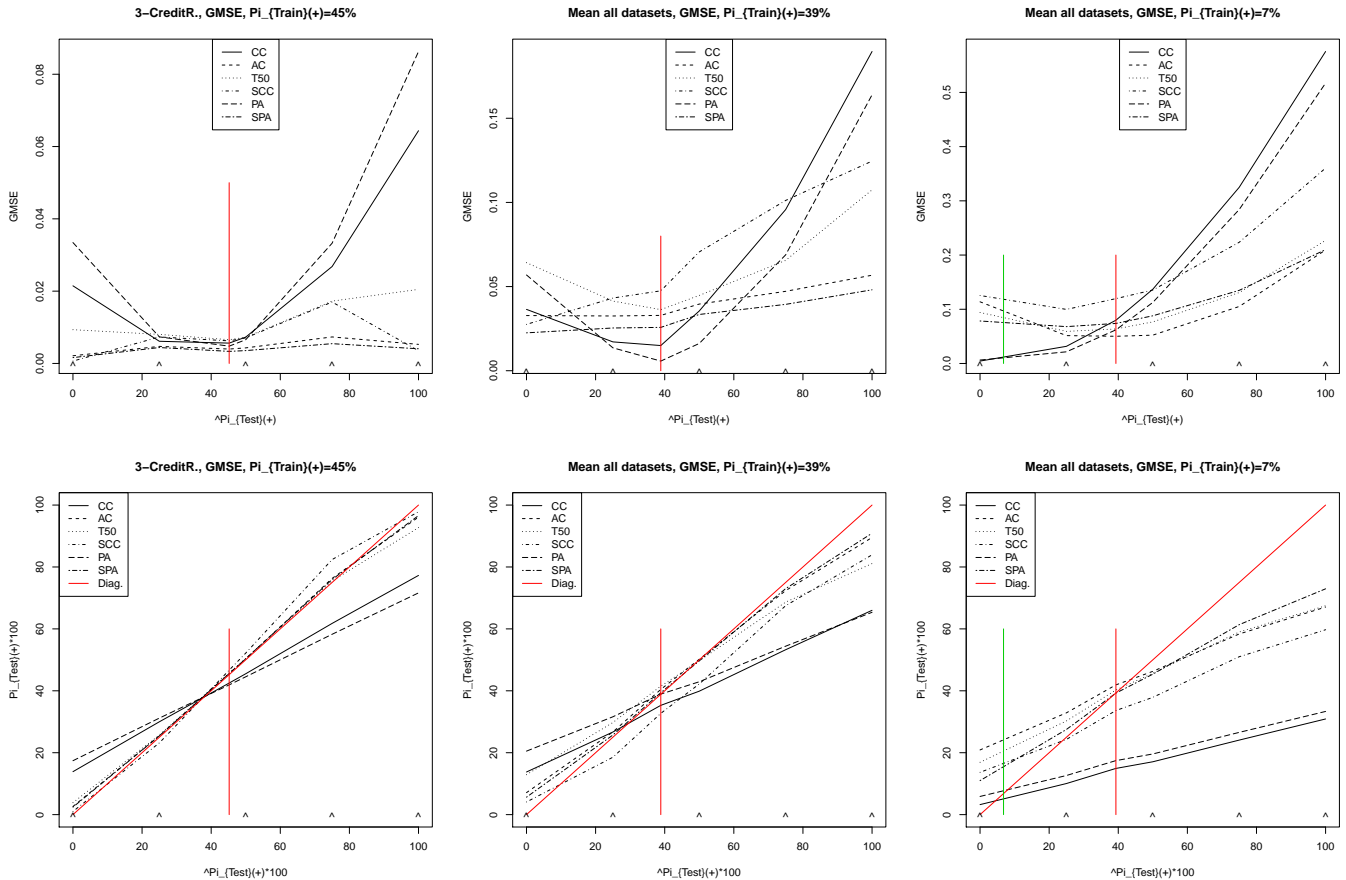 3−CreditR., GMSE, Pi_{Train}(+)=45%
CC
AC
T50
SCC
PA
SPA
GMSE
0.00
0.02
0.04
0.06
0.08
0
20
40
60
80
100
^Pi_{Test}(+)
Mean all datasets, GMSE, Pi_{Train}(+)=39%
CC
AC
T50
SCC
PA
SPA
GMSE
0.00
0.05
0.10
0.15
0
20
40
60
80
100
^Pi_{Test}(+)
Mean all datasets, GMSE, Pi_{Train}(+)=7%
CC
AC
T50
SCC
PA
SPA
GMSE
0.0
0.1
0.2
0.3
0.4
0.5
0
20
40
60
80
100
^Pi_{Test}(+)
3−CreditR., GMSE, Pi_{Train}(+)=45%
CC
AC
T50
SCC
PA
SPA
Diag.
Pi_{Test}(+)*100
0
20
40
60
80
100
0
20
40
60
80
100
^Pi_{Test}(+)*100
Mean all datasets, GMSE, Pi_{Train}(+)=39%
CC
AC
T50
SCC
PA
SPA
Diag.
Pi_{Test}(+)*100
0
20
40
60
80
100
0
20
40
60
80
100
^Pi_{Test}(+)*100
Mean all datasets, GMSE, Pi_{Train}(+)=7%
CC
AC
T50
SCC
PA
SPA
Diag.
Pi_{Test}(+)*100
0
20
40
60
80
100
0
20
40
60
80
100
^Pi_{Test}(+)*100